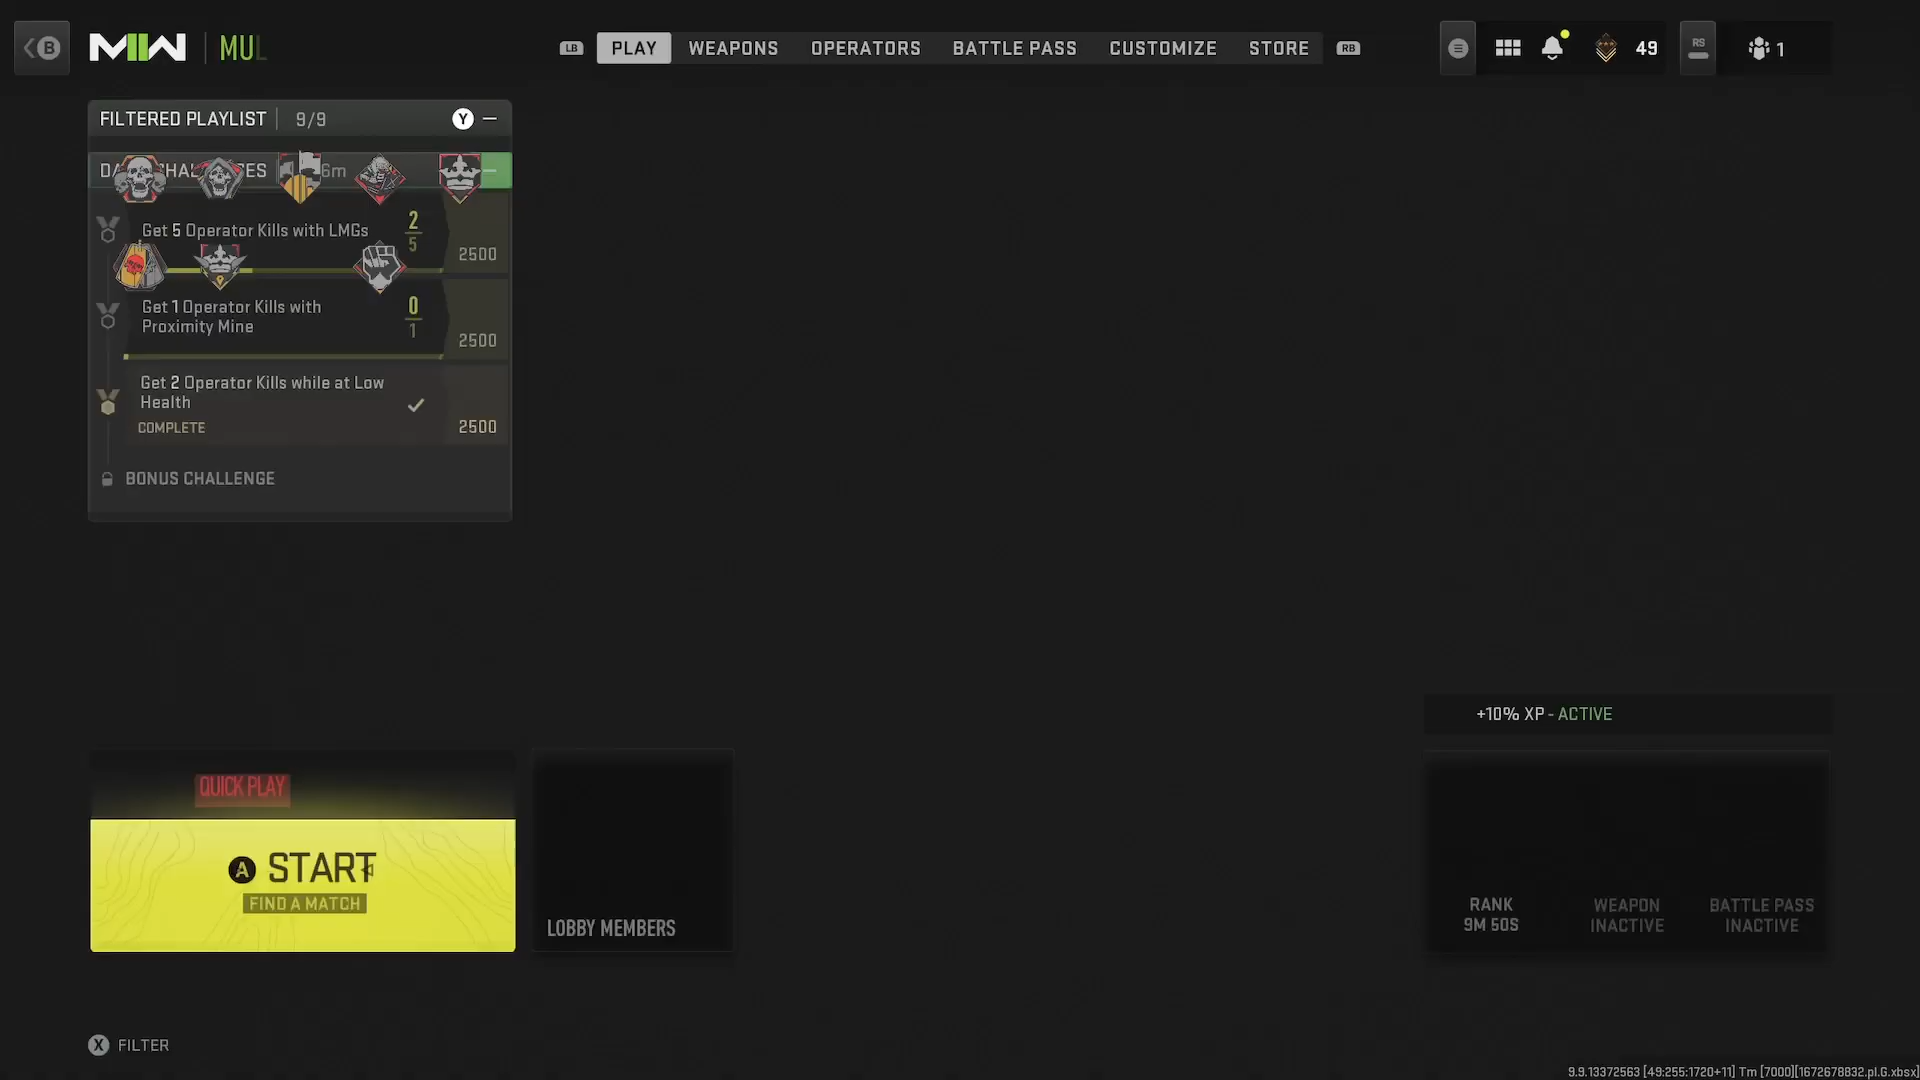 B
MWII
MUL
LB
PLAY
WEAPONS
OPERATORS
BATTLE PASS
CUSTOMIZE
STORE
RB
49
RS
1
FILTERED PLAYLIST
9/9
Y
6m
Get 5 Operator Kills with LMGs
2
5
2500
Get 1 Operator Kills with
Proximity Mine
0
1
2500
Get 2 Operator Kills while at Low
Health
COMPLETE
2500
BONUS CHALLENGE
+10% XP - ACTIVE
QUICK PLAY
A START
FIND A MATCH
LOBBY MEMBERS
RANK
9M 50S
WEAPON
INACTIVE
BATTLE PASS
INACTIVE
X FILTER
9.9.13372563 [49:255:1720+11] Tm [7000][1672678832.pl.G.xbsx]